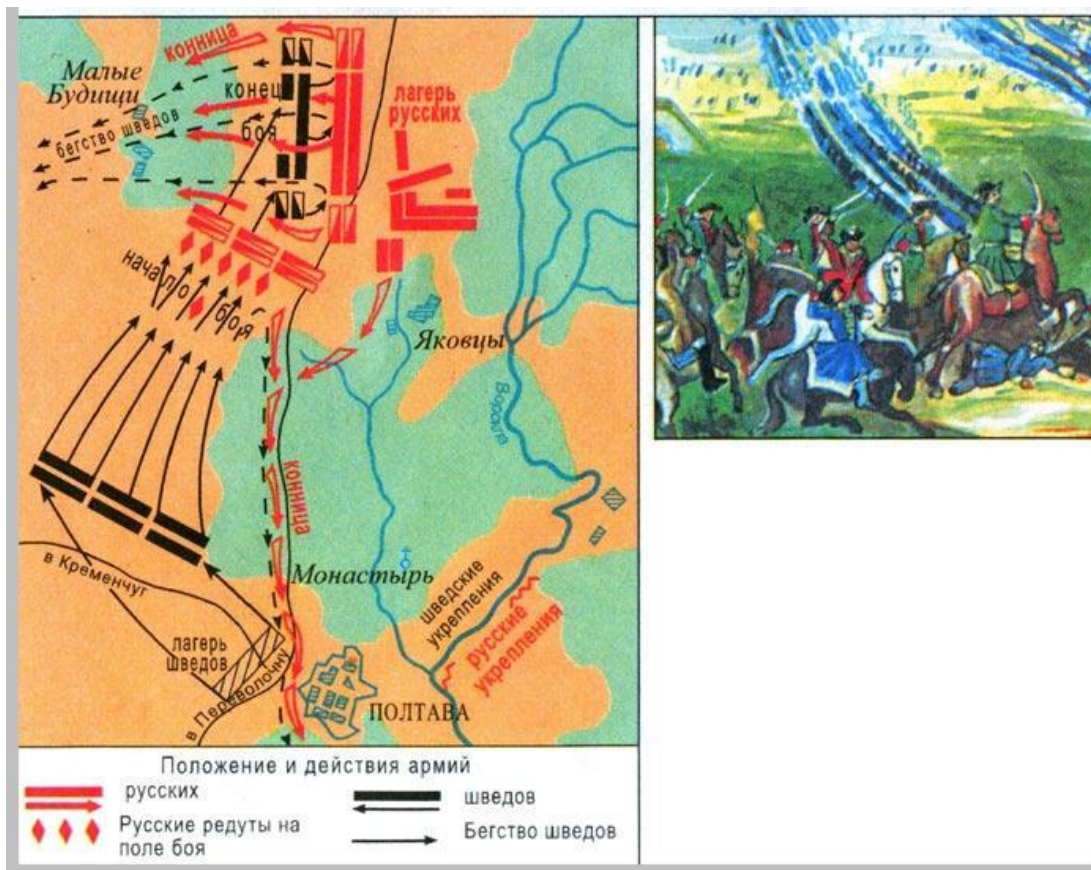 конница
Малые
Будищи
конец
боя
бегство шведов
лагерь
русских
начало
боя
Яковцы
Ворскла
конница
в Кременчуг
Монастырь
шведские
укрепления
русские
укрепления
лагерь
шведов
в Переволочну
ПОЛТАВА
Положение и действия армий
русских
шведов
Русские редуты на
поле боя
Бегство шведов